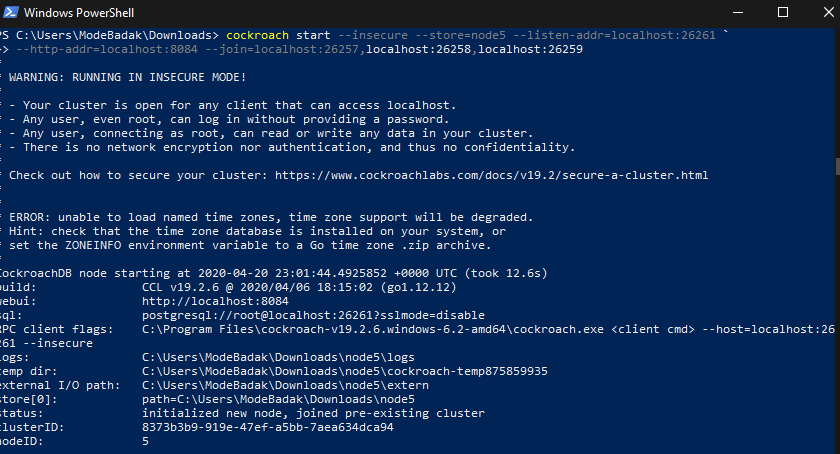 Windows PowerShell
PS C:\Users\ModeBadak\Downloads> cockroach start --insecure --store=node5 --listen-addr=localhost:26261 `
>> --http-addr=localhost:8084 --join=localhost:26257,localhost:26258,localhost:26259
*
* WARNING: RUNNING IN INSECURE MODE!
*
* - Your cluster is open for any client that can access localhost.
* - Any user, even root, can log in without providing a password.
* - Any user, connecting as root, can read or write any data in your cluster.
* - There is no network encryption nor authentication, and thus no confidentiality.
*
* Check out how to secure your cluster: https://www.cockroachlabs.com/docs/v19.2/secure-a-cluster.html
*
*
* ERROR: unable to load named time zones, time zone support will be degraded.
* Hint: check that the time zone database is installed on your system, or
* set the ZONEINFO environment variable to a Go time zone .zip archive.
*
CockroachDB node starting at 2020-04-20 23:01:44.4925852 +0000 UTC (took 12.6s)
build: CCL v19.2.6 @ 2020/04/06 18:15:02 (go1.12.12)
webui: http://localhost:8084
sql: postgresql://root@localhost:26261?sslmode=disable
RPC client flags: C:\Program Files\cockroach-v19.2.6.windows-6.2-amd64\cockroach.exe <client cmd> --host=localhost:26
261 --insecure
logs: C:\Users\ModeBadak\Downloads\node5\logs
temp dir: C:\Users\ModeBadak\Downloads\node5\cockroach-temp875859935
external I/O path: C:\Users\ModeBadak\Downloads\node5\extern
store[0]: path=C:\Users\ModeBadak\Downloads\node5
status: initialized new node, joined pre-existing cluster
clusterID: 8373b3b9-919e-47ef-a5bb-7aea634dca94
nodeID: 5